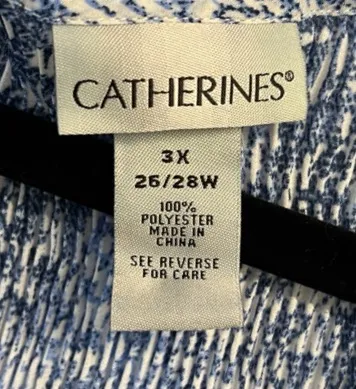 CATHERINES®
3X
26/28W
100%
POLYESTER
MADE IN
CHINA
SEE REVERSE
FOR CARE